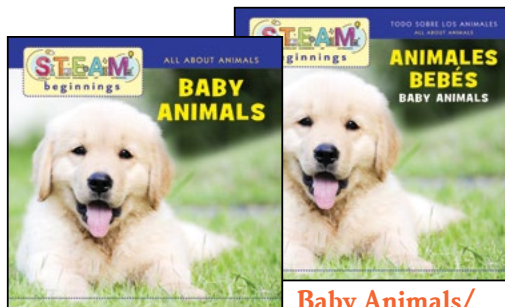 STEAM
beginnings
ALL ABOUT ANIMALS
BABY
ANIMALS
STEAM
ginnings
TODO SOBRE LOS ANIMALES
ALL ABOUT ANIMALS
ANIMALES
BEBÉS
BABY ANIMALS
Baby Animals/